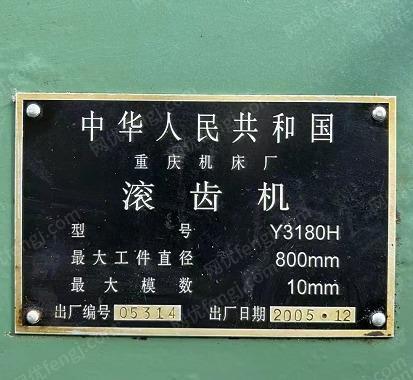 中华人民共和国
重庆机床厂
滚齿机
型号 Y3180H
最大工件直径 800mm
最大模数 10mm
出厂编号 05314 出厂日期 2005·12